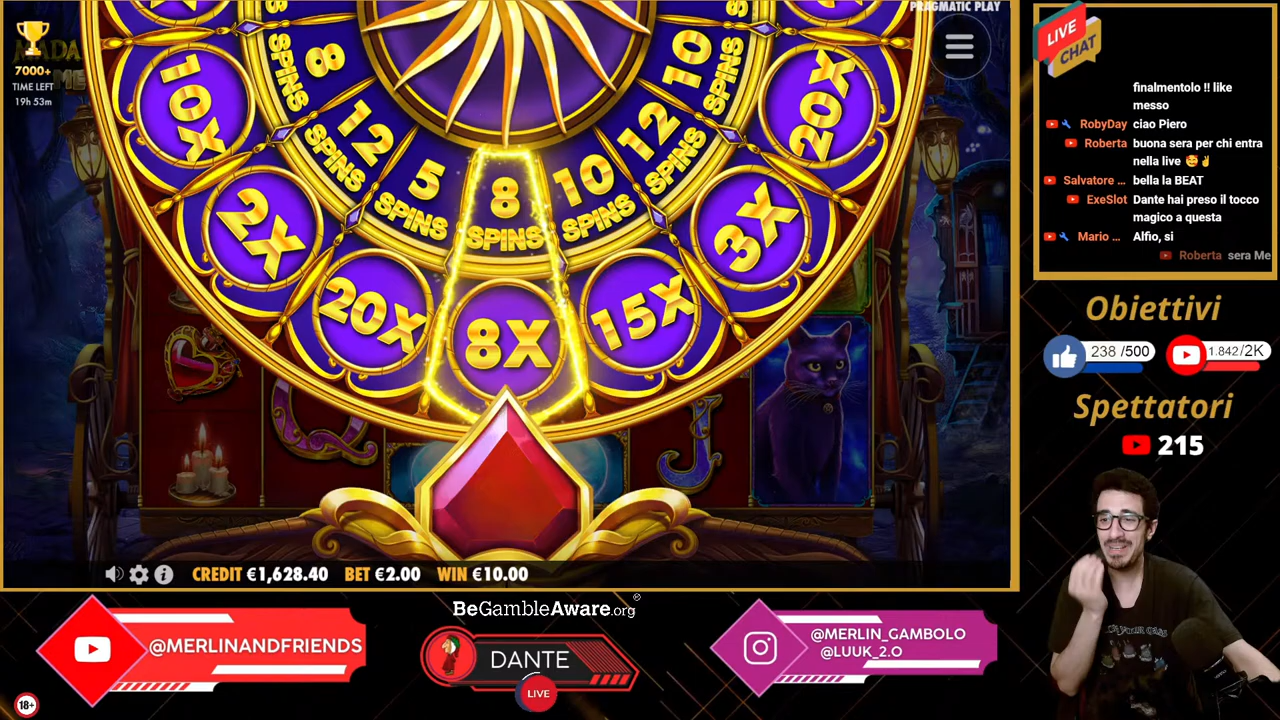 PRAGMATIC PLAY
7000+
TIME LEFT
19h 53m
10X
8 SPINS
12 SPINS
5 SPINS
8 SPINS
10 SPINS
12 SPINS
10 SPINS
20X
2X
20X
8X
15X
3X
CREDIT €1,628.40 BET €2.00 WIN €10.00
LIVE
CHAT
finalmentolo !! like
messo
RobyDay ciao Piero
Roberta buona sera per chi entra
nella live 🥰✌
Salvatore ... bella la BEAT
ExeSlot Dante hai preso il tocco
magico a questa
Mario ... Alfio, si
Roberta sera Me
Obiettivi
238 /500
1.842/2K
Spettatori
215
BeGambleAware.org®
@MERLINANDFRIENDS
DANTE
LIVE
@MERLIN_GAMBOLO
@LUUK_2.0
18+